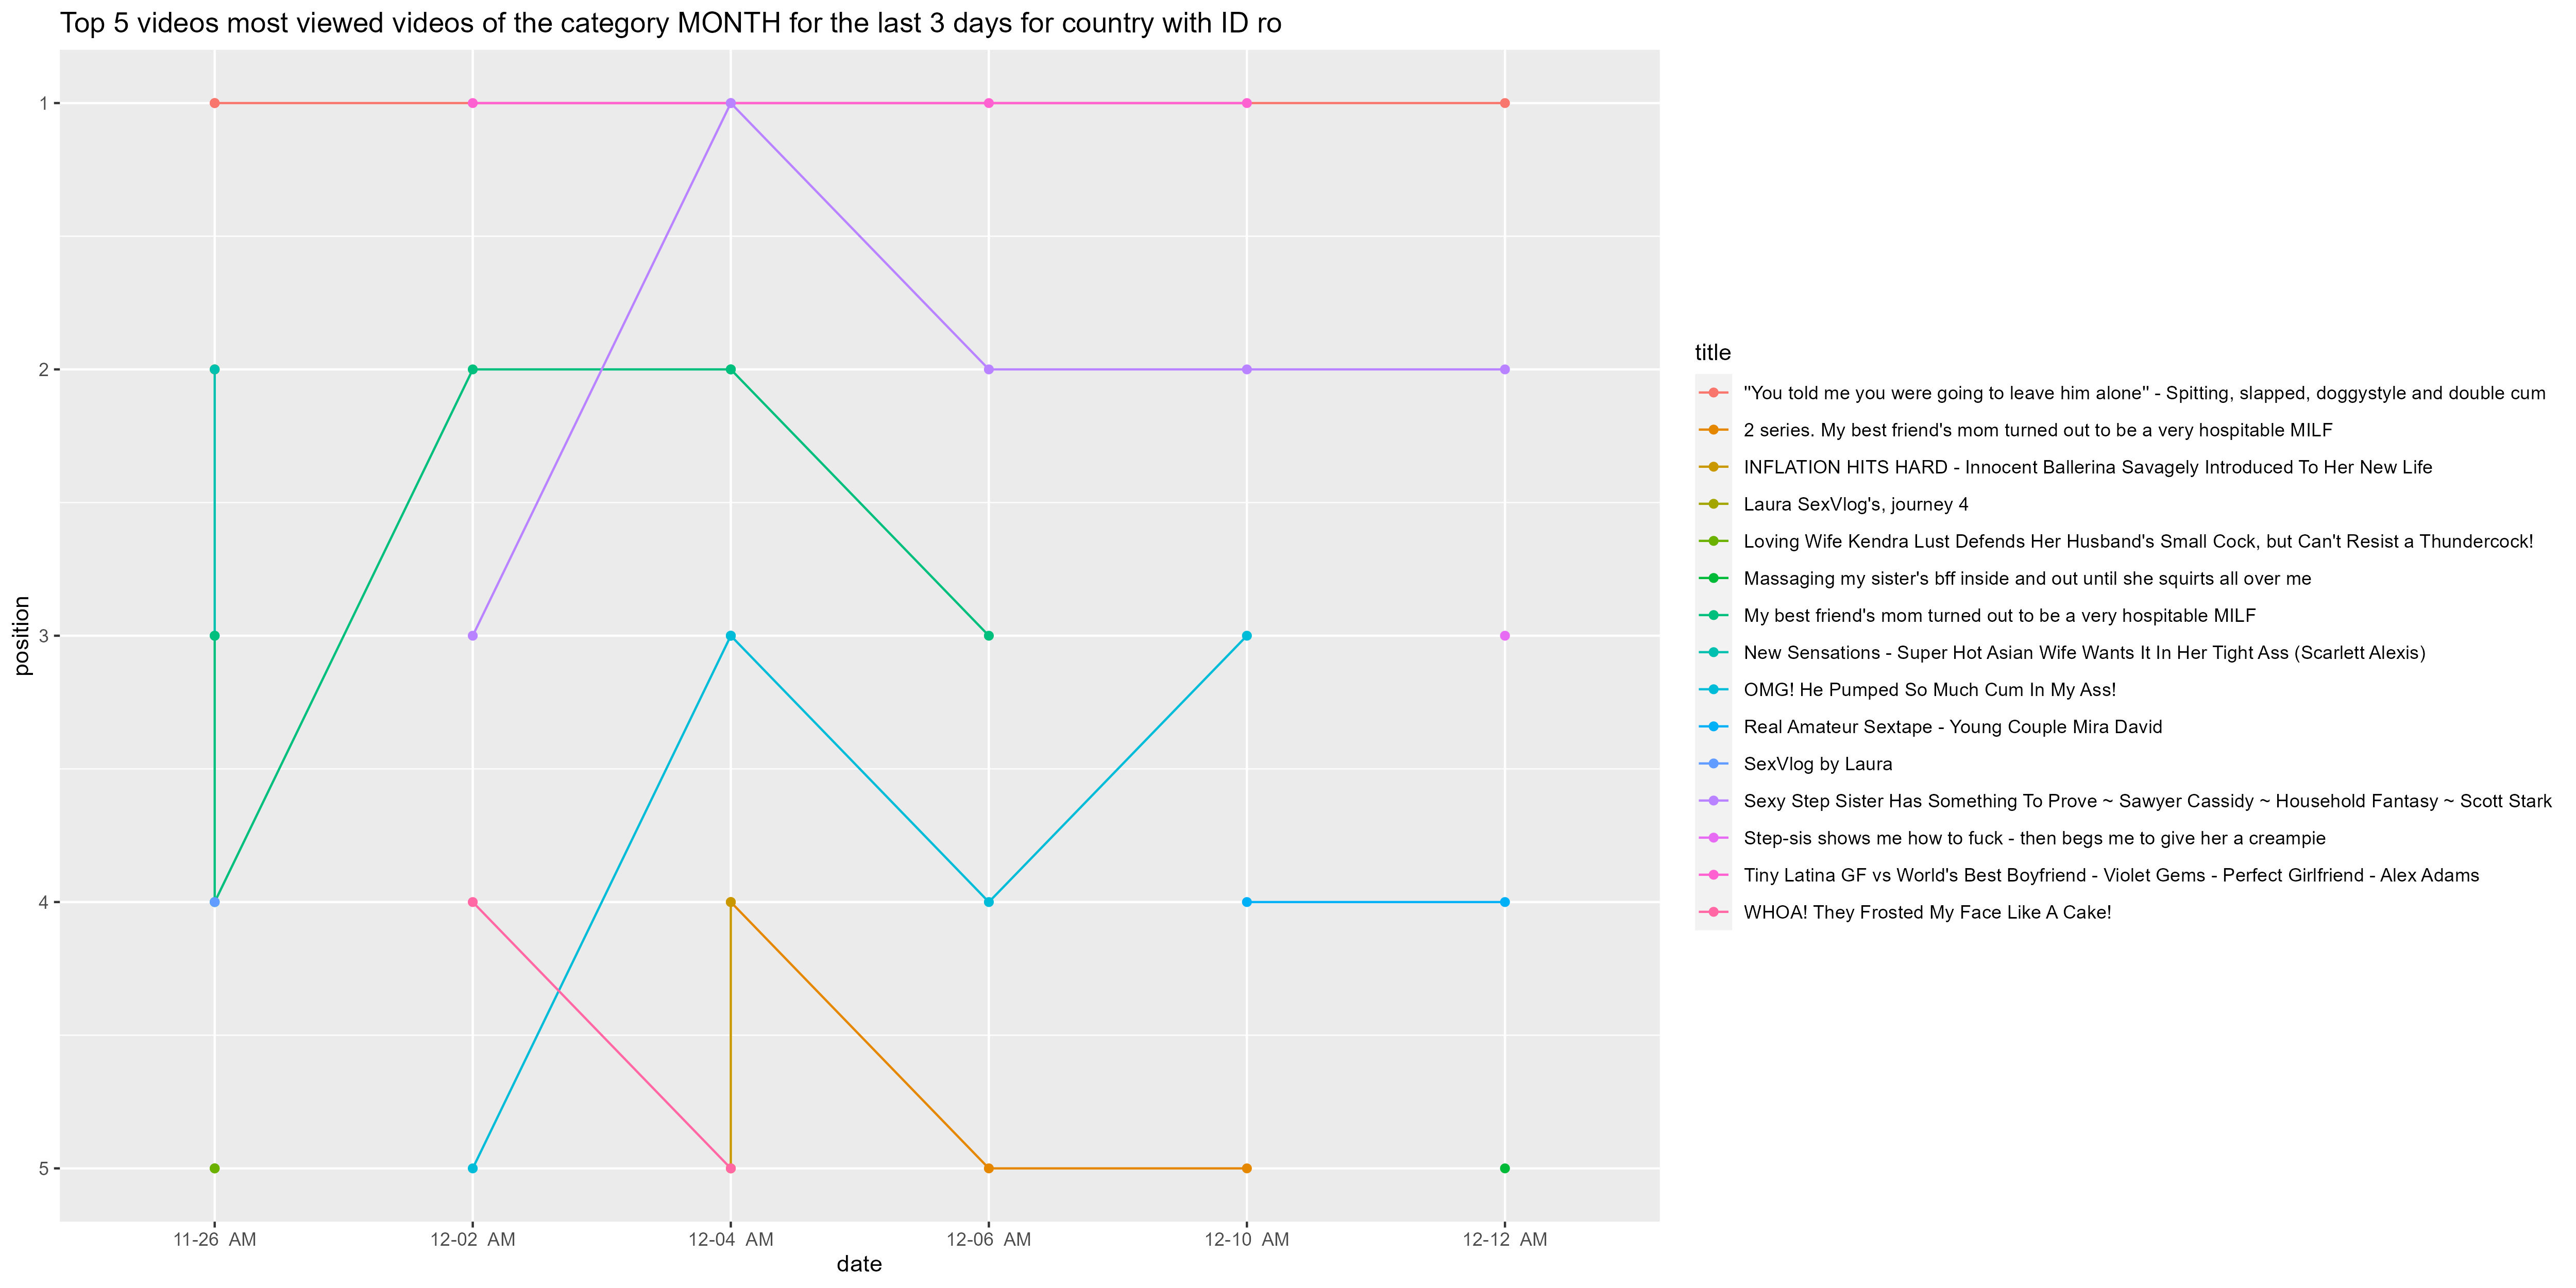 Top 5 videos most viewed videos of the category MONTH for the last 3 days for country with ID ro
position
1
2
3
4
5
11-26 AM
12-02 AM
12-04 AM
12-06 AM
12-10 AM
12-12 AM
date
title
"You told me you were going to leave him alone" - Spitting, slapped, doggystyle and double cum
2 series. My best friend's mom turned out to be a very hospitable MILF
INFLATION HITS HARD - Innocent Ballerina Savagely Introduced To Her New Life
Laura SexVlog's, journey 4
Loving Wife Kendra Lust Defends Her Husband's Small Cock, but Can't Resist a Thundercock!
Massaging my sister's bff inside and out until she squirts all over me
My best friend's mom turned out to be a very hospitable MILF
New Sensations - Super Hot Asian Wife Wants It In Her Tight Ass (Scarlett Alexis)
OMG! He Pumped So Much Cum In My Ass!
Real Amateur Sextape - Young Couple Mira David
SexVlog by Laura
Sexy Step Sister Has Something To Prove ~ Sawyer Cassidy ~ Household Fantasy ~ Scott Stark
Step-sis shows me how to fuck - then begs me to give her a creampie
Tiny Latina GF vs World's Best Boyfriend - Violet Gems - Perfect Girlfriend - Alex Adams
WHOA! They Frosted My Face Like A Cake!